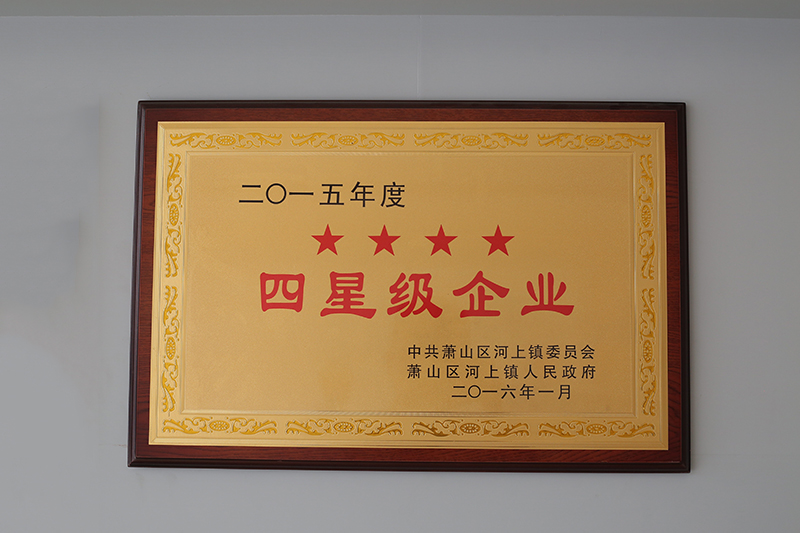 二〇一五年度
★★★★
四星级企业
中共萧山区河上镇委员会
萧山区河上镇人民政府
二〇一六年一月